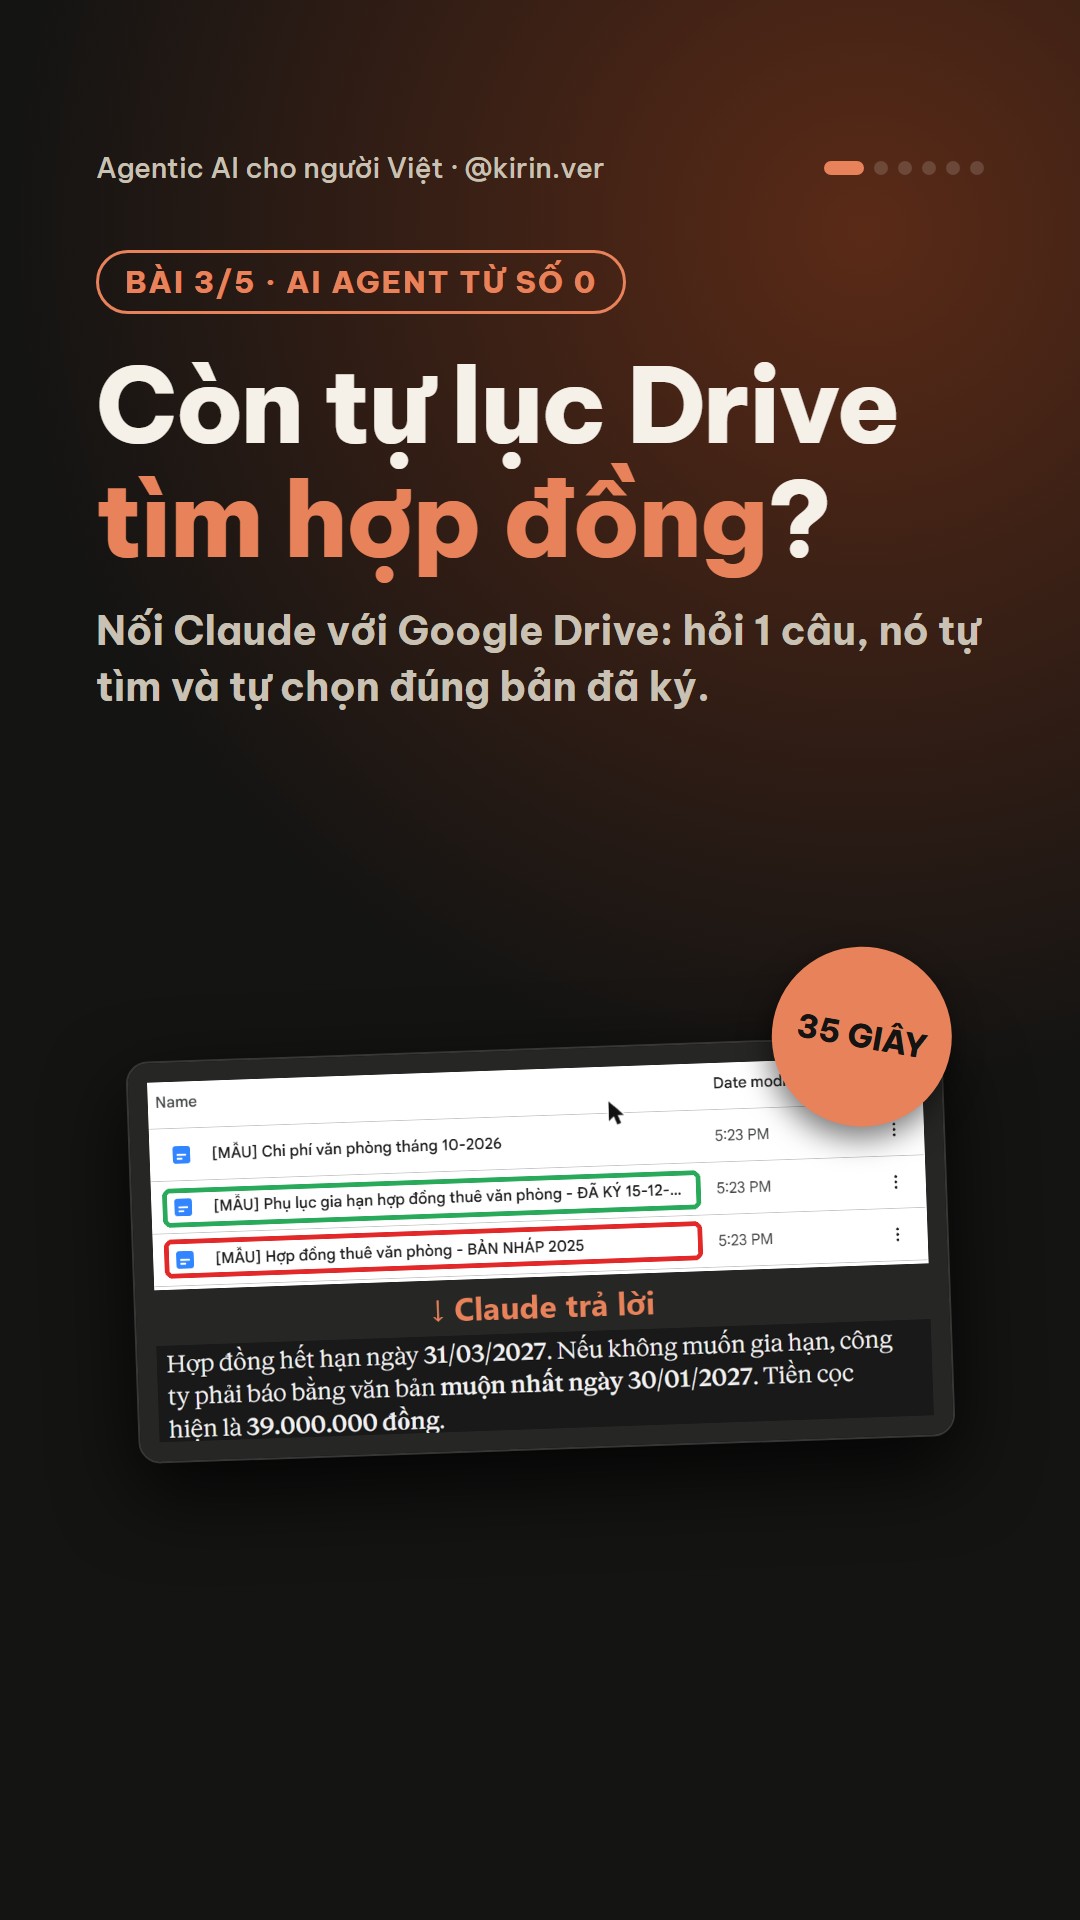 Agentic AI cho người Việt · @kirin.ver
BÀI 3/5 · AI AGENT TỪ SỐ 0
Còn tự lục Drive
tìm hợp đồng?
Nối Claude với Google Drive: hỏi 1 câu, nó tự
tìm và tự chọn đúng bản đã ký.
35 GIÂY
Name Date modi
[MẪU] Chi phí văn phòng tháng 10-2026 5:23 PM
[MẪU] Phụ lục gia hạn hợp đồng thuê văn phòng - ĐÃ KÝ 15-12-... 5:23 PM
[MẪU] Hợp đồng thuê văn phòng - BẢN NHÁP 2025 5:23 PM
↓ Claude trả lời
Hợp đồng hết hạn ngày 31/03/2027. Nếu không muốn gia hạn, công
ty phải báo bằng văn bản muộn nhất ngày 30/01/2027. Tiền cọc
hiện là 39.000.000 đồng.